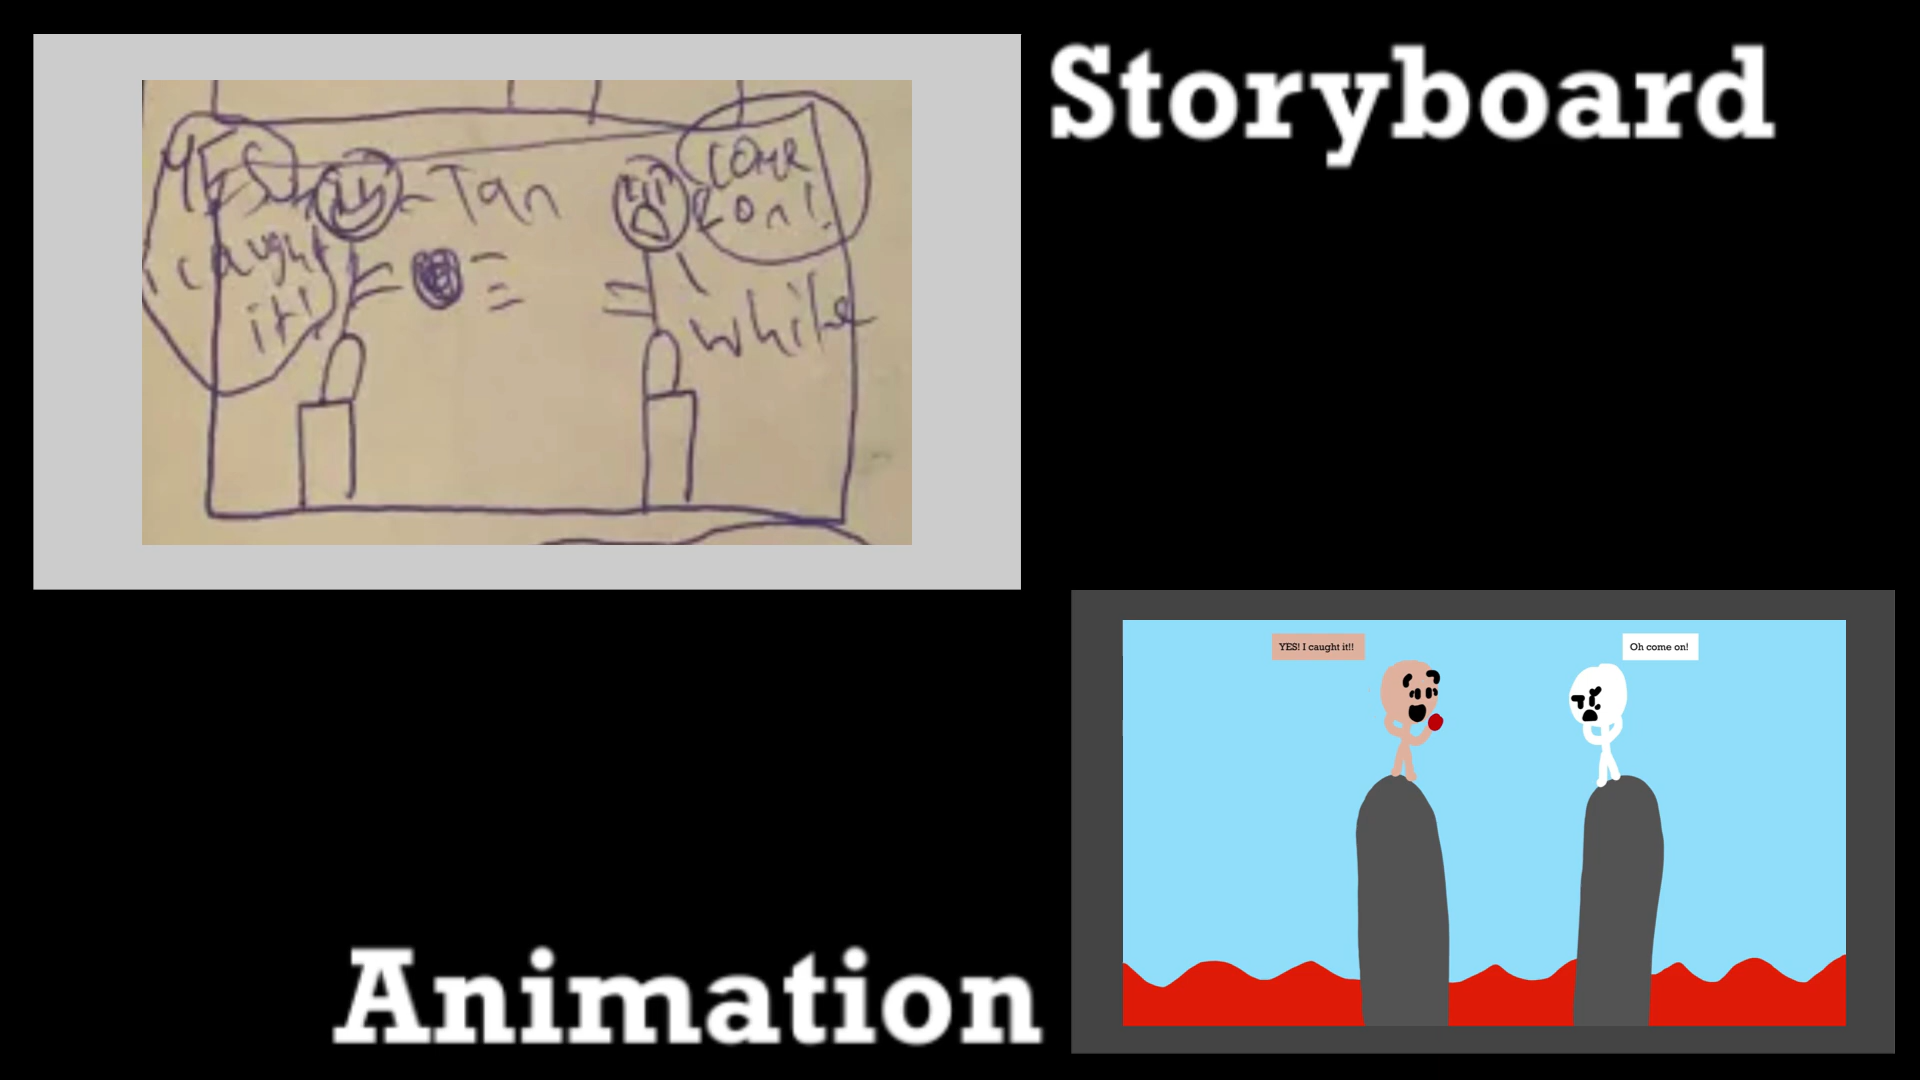 Storyboard
YES
I caught
it!
Tan
COME
on!
white
YES! I caught it!!
Oh come on!
Animation